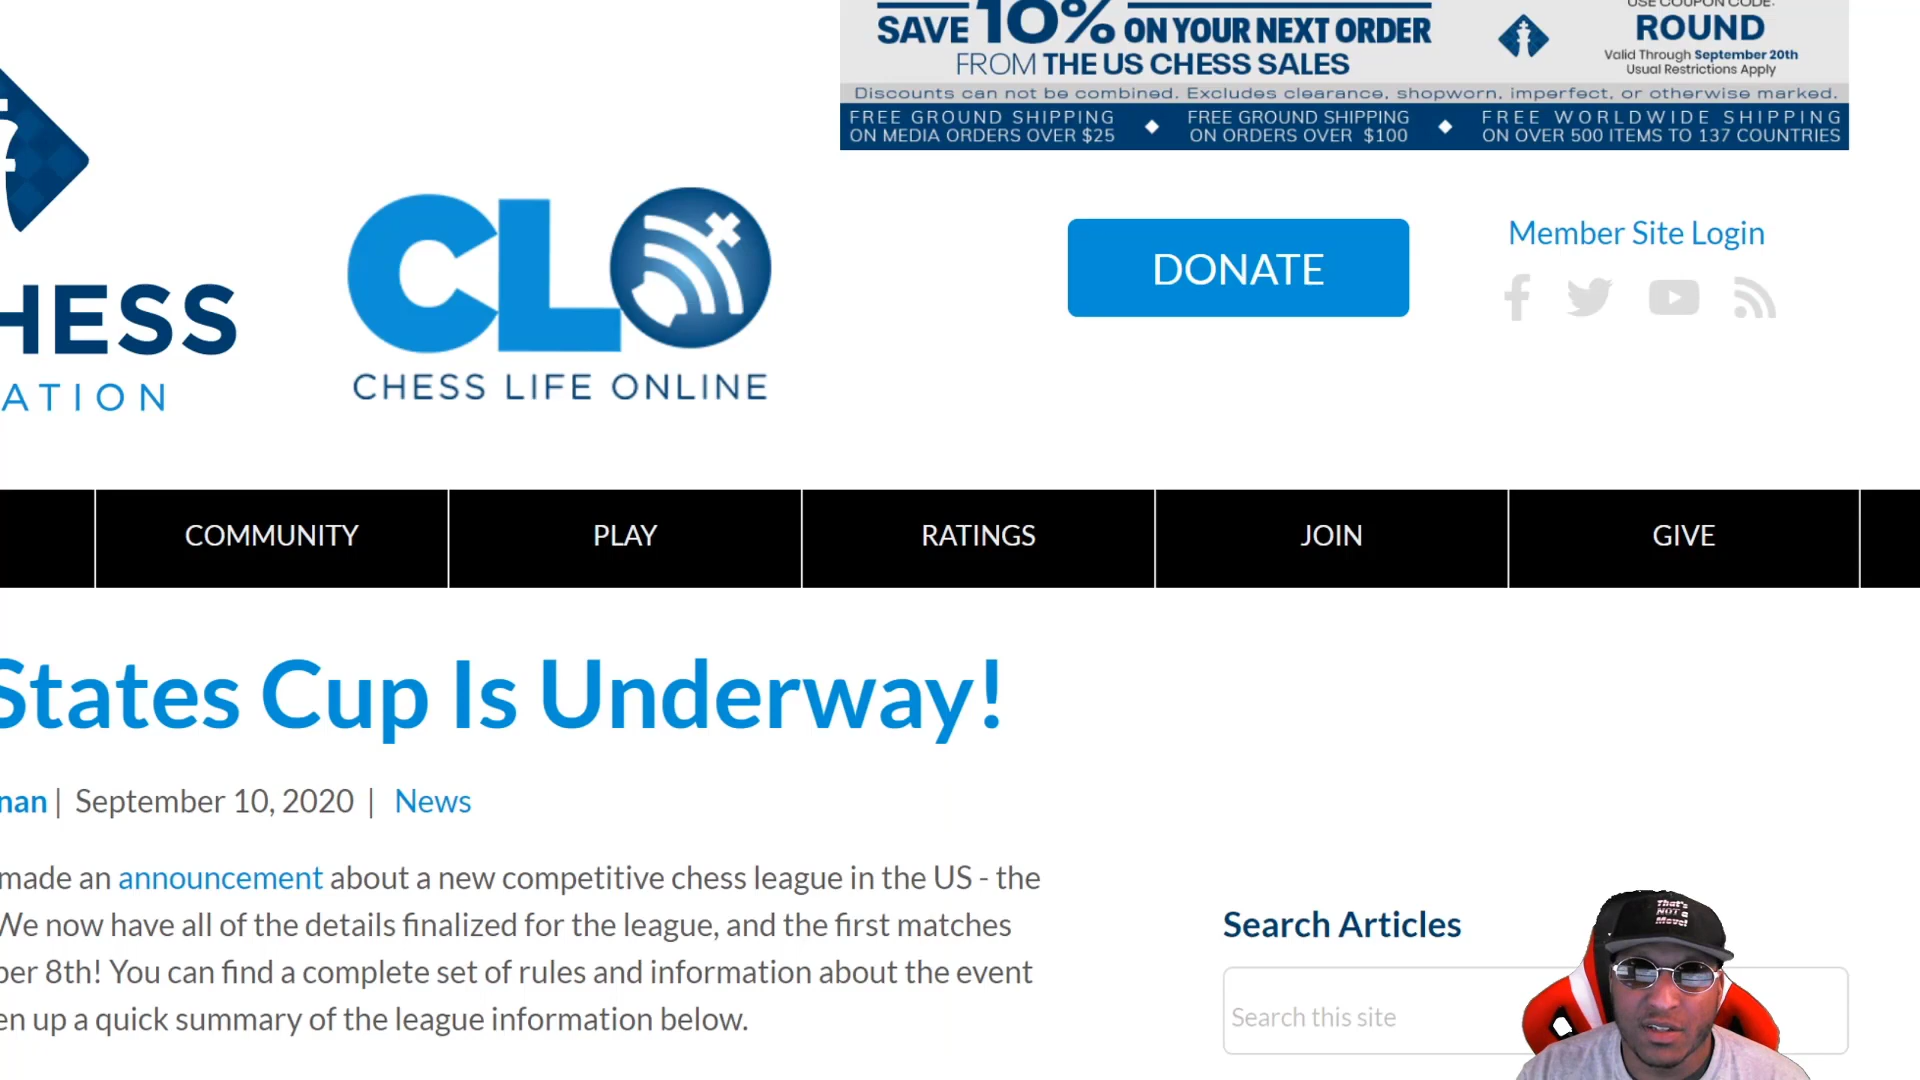 USE COUPON CODE:
SAVE 10% ON YOUR NEXT ORDER
ROUND
FROM THE US CHESS SALES
Valid Through September 20th
Usual Restrictions Apply
Discounts can not be combined. Excludes clearance, shopworn, imperfect, or otherwise marked.
FREE GROUND SHIPPING
ON MEDIA ORDERS OVER $25
FREE GROUND SHIPPING
ON ORDERS OVER $100
FREE WORLDWIDE SHIPPING
ON OVER 500 ITEMS TO 137 COUNTRIES
HESS
ATION
CLO
CHESS LIFE ONLINE
DONATE
Member Site Login
COMMUNITY
PLAY
RATINGS
JOIN
GIVE
States Cup Is Underway!
nan | September 10, 2020 | News
made an announcement about a new competitive chess league in the US - the
We now have all of the details finalized for the league, and the first matches
ber 8th! You can find a complete set of rules and information about the event
en up a quick summary of the league information below.
Search Articles
Search this site
That's
NOT a
Move!